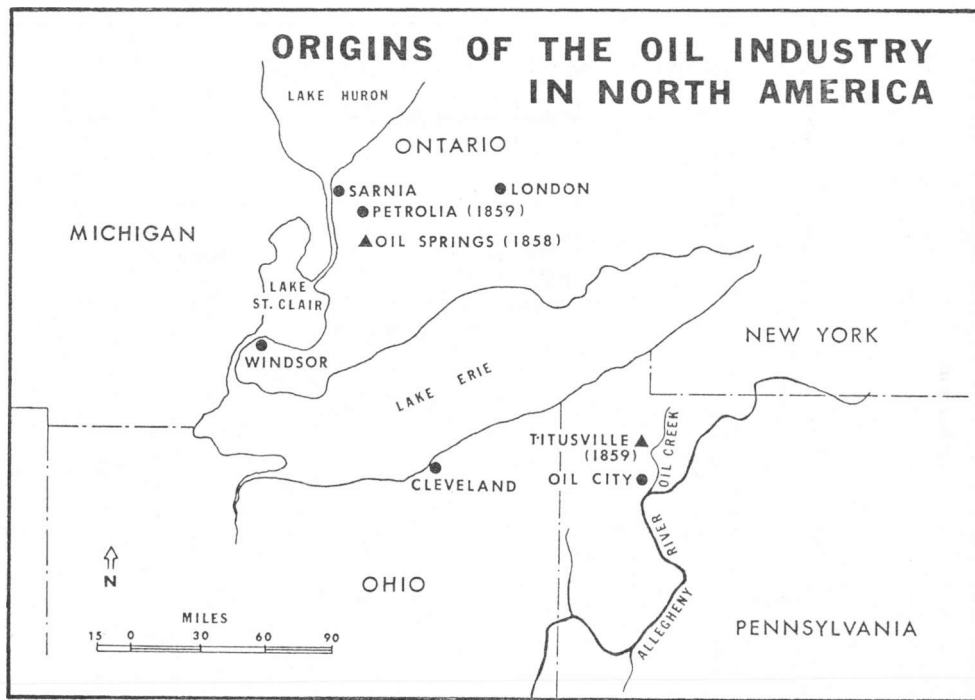 ORIGINS OF THE OIL INDUSTRY
IN NORTH AMERICA
LAKE HURON
ONTARIO
SARNIA
LONDON
PETROLIA (1859)
MICHIGAN
OIL SPRINGS (1858)
LAKE
ST. CLAIR
WINDSOR
NEW YORK
LAKE ERIE
TITUSVILLE
(1859)
OIL CREEK
CLEVELAND
OIL CITY
N
OHIO
ALLEGHENY RIVER
PENNSYLVANIA
MILES
15 0 30 60 90